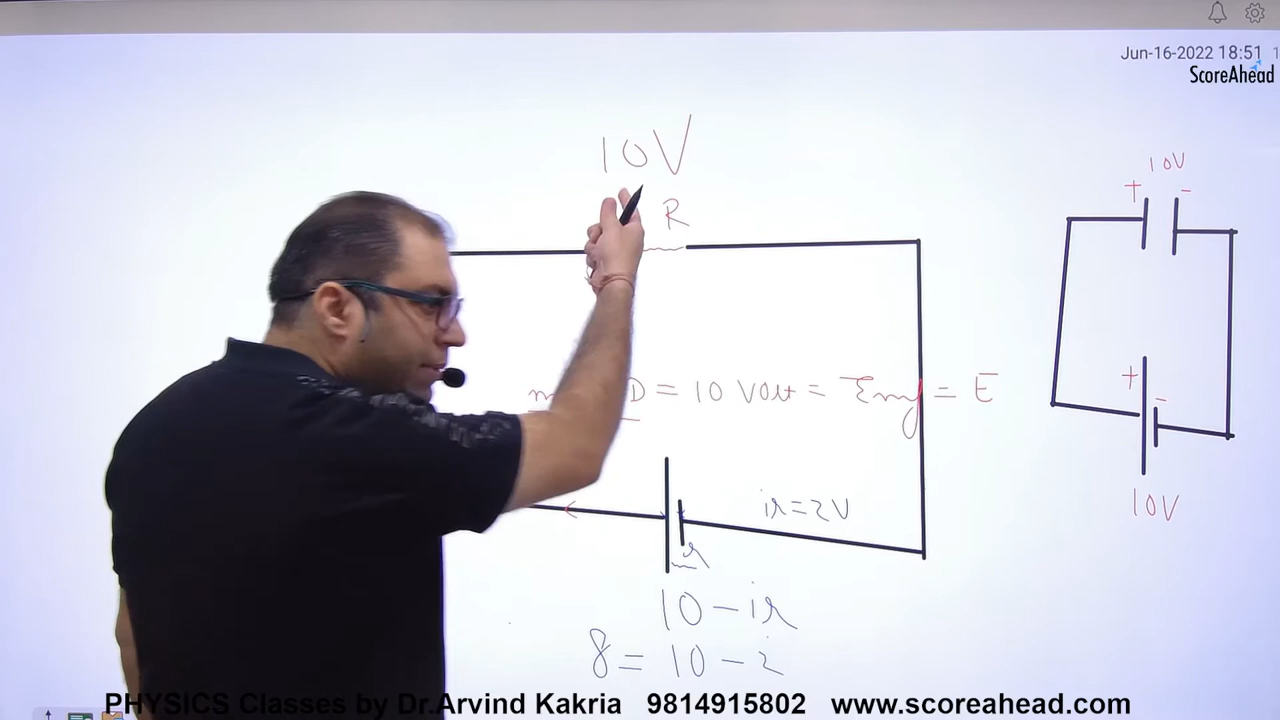 Jun-16-2022 18:51 1
ScoreAhead
10V
R
10V
+ -
D = 10 Volt = Emf = E
+ -
10V
ir=2V
r
10-ir
8= 10-2
PHYSICS Classes by Dr.Arvind Kakria 9814915802 www.scoreahead.com